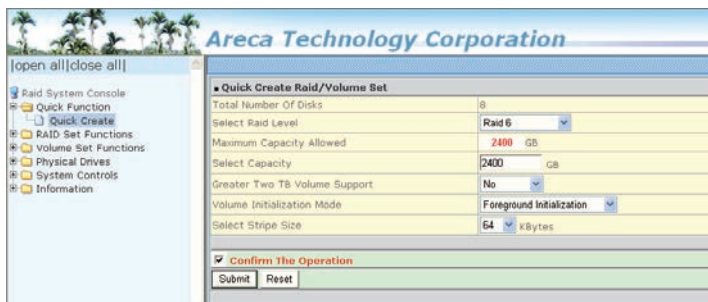 Areca Technology Corporation
|open all|close all|
Raid System Console
Quick Function
Quick Create
RAID Set Functions
Volume Set Functions
Physical Drives
System Controls
Information
▪ Quick Create Raid/Volume Set
Total Number Of Disks 8
Select Raid Level Raid 6
Maximum Capacity Allowed 2400 GB
Select Capacity 2400 GB
Greater Two TB Volume Support No
Volume Initialization Mode Foreground Initialization
Select Stripe Size 64 KBytes
Confirm The Operation
Submit Reset